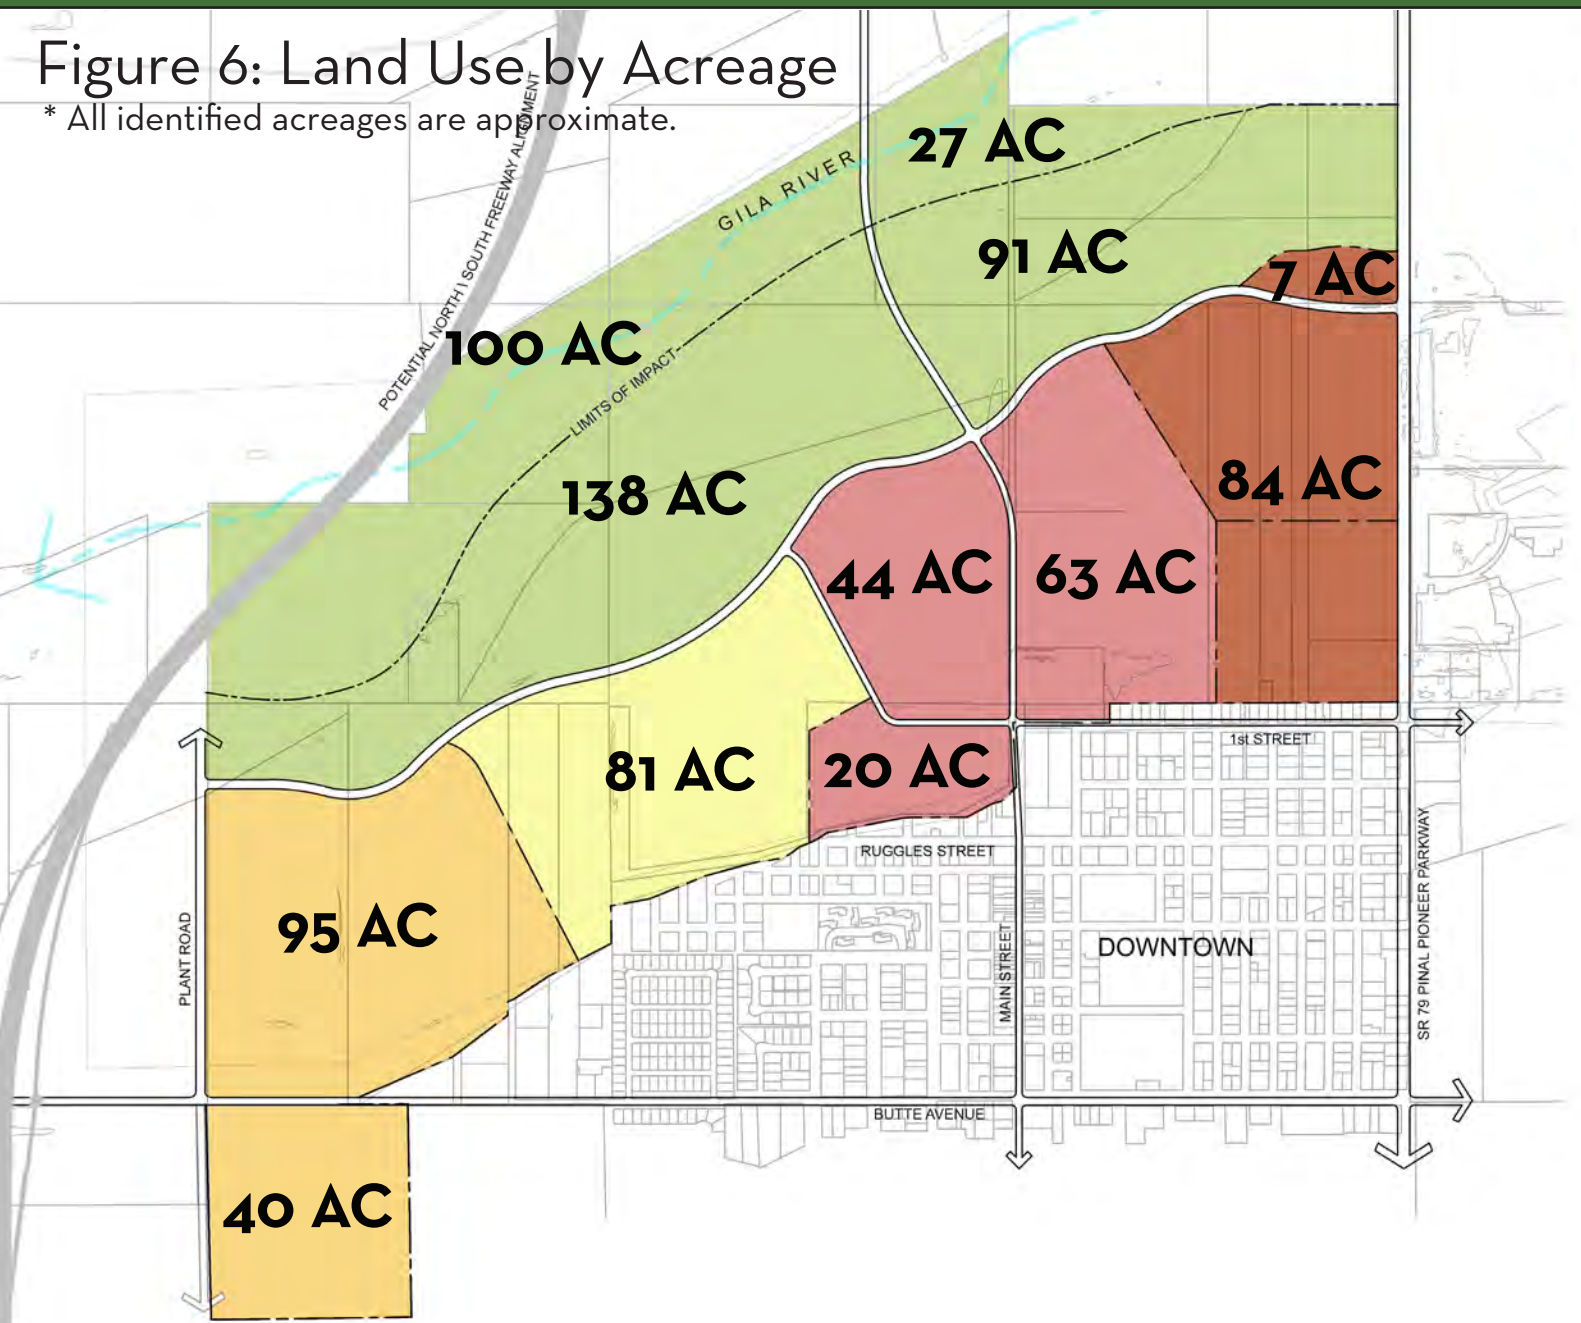 Figure 6: Land Use by Acreage
* All identified acreages are approximate.
POTENTIAL NORTH \ SOUTH FREEWAY ALIGNMENT
GILA RIVER
27 AC
91 AC
7 AC
100 AC
LIMITS OF IMPACT
138 AC
84 AC
44 AC
63 AC
81 AC
20 AC
1st STREET
RUGGLES STREET
95 AC
PLANT ROAD
MAIN STREET
DOWNTOWN
SR 79 PINAL PIONEER PARKWAY
BUTTE AVENUE
40 AC